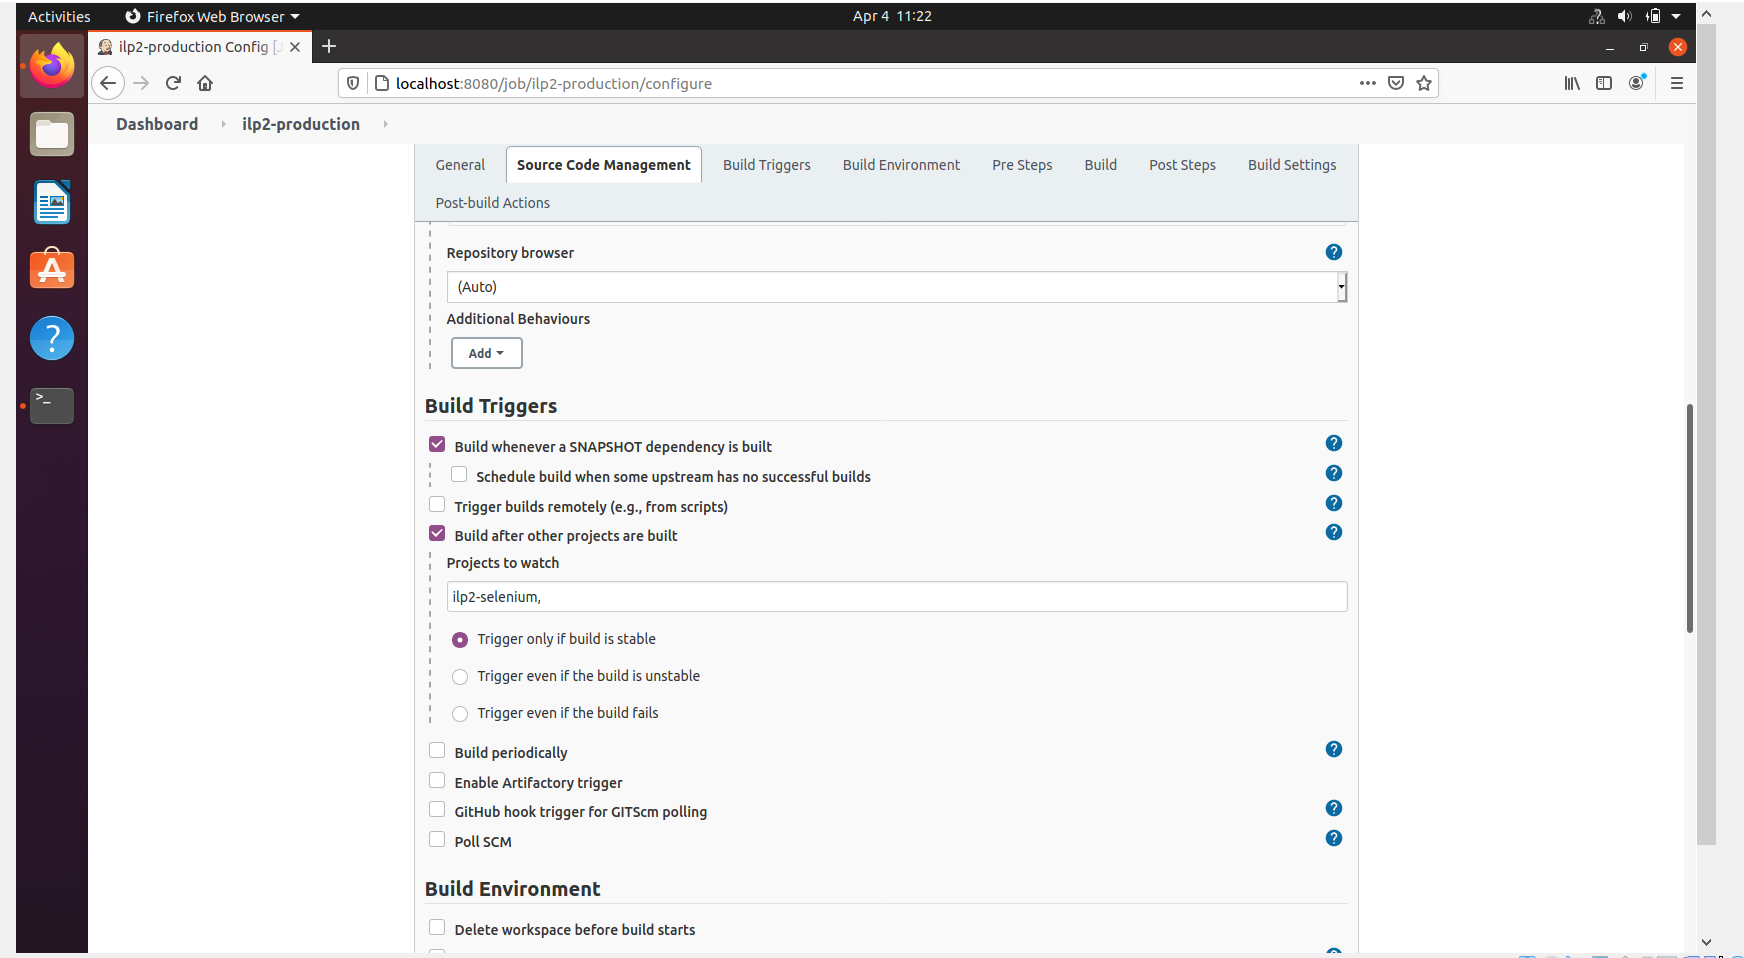 Activities Firefox Web Browser Apr 4 11:22
ilp2-production Config [
localhost:8080/job/ilp2-production/configure
Dashboard ilp2-production
General Source Code Management Build Triggers Build Environment Pre Steps Build Post Steps Build Settings
Post-build Actions
Repository browser
(Auto)
Additional Behaviours
Add
Build Triggers
Build whenever a SNAPSHOT dependency is built
Schedule build when some upstream has no successful builds
Trigger builds remotely (e.g., from scripts)
Build after other projects are built
Projects to watch
ilp2-selenium,
Trigger only if build is stable
Trigger even if the build is unstable
Trigger even if the build fails
Build periodically
Enable Artifactory trigger
GitHub hook trigger for GITScm polling
Poll SCM
Build Environment
Delete workspace before build starts